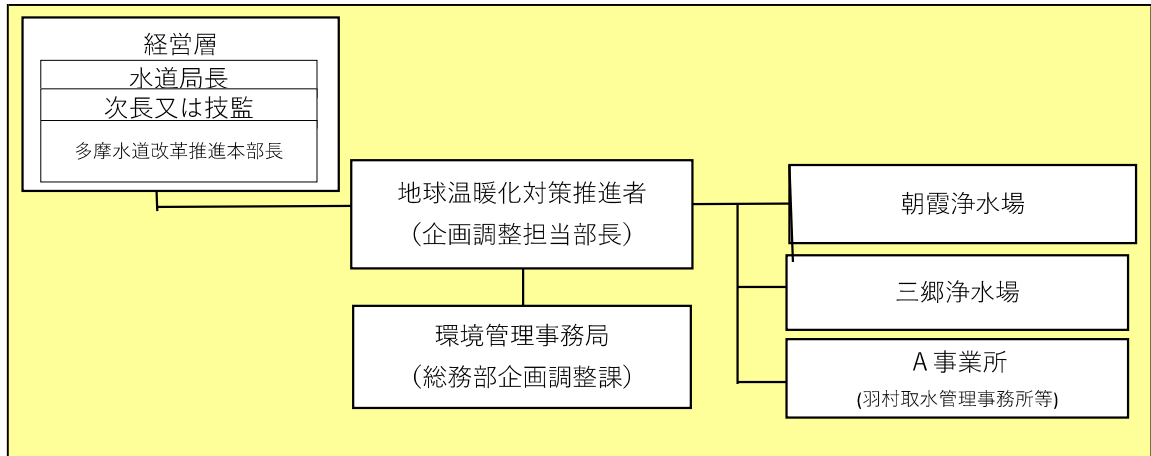 経営層
水道局長
次長又は技監
多摩水道改革推進本部長
地球温暖化対策推進者
（企画調整担当部長）
環境管理事務局
（総務部企画調整課）
朝霞浄水場
三郷浄水場
A 事業所
(羽村取水管理事務所等)